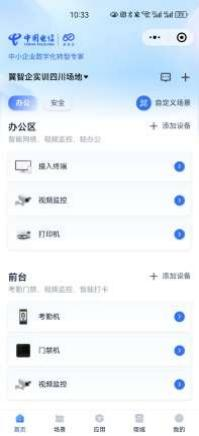 10:33
中国电信
CHINA TELECOM
中小企业数字化转型专家
翼智企实训四川场地
办公
安全
自定义场景
办公区
+ 添加设备
智能网络、视频监控、轻办公
接入终端
视频监控
打印机
前台
+ 添加设备
考勤门禁、视频监控、智能打卡
考勤机
门禁机
视频监控
首页
场景
应用
商城
我的